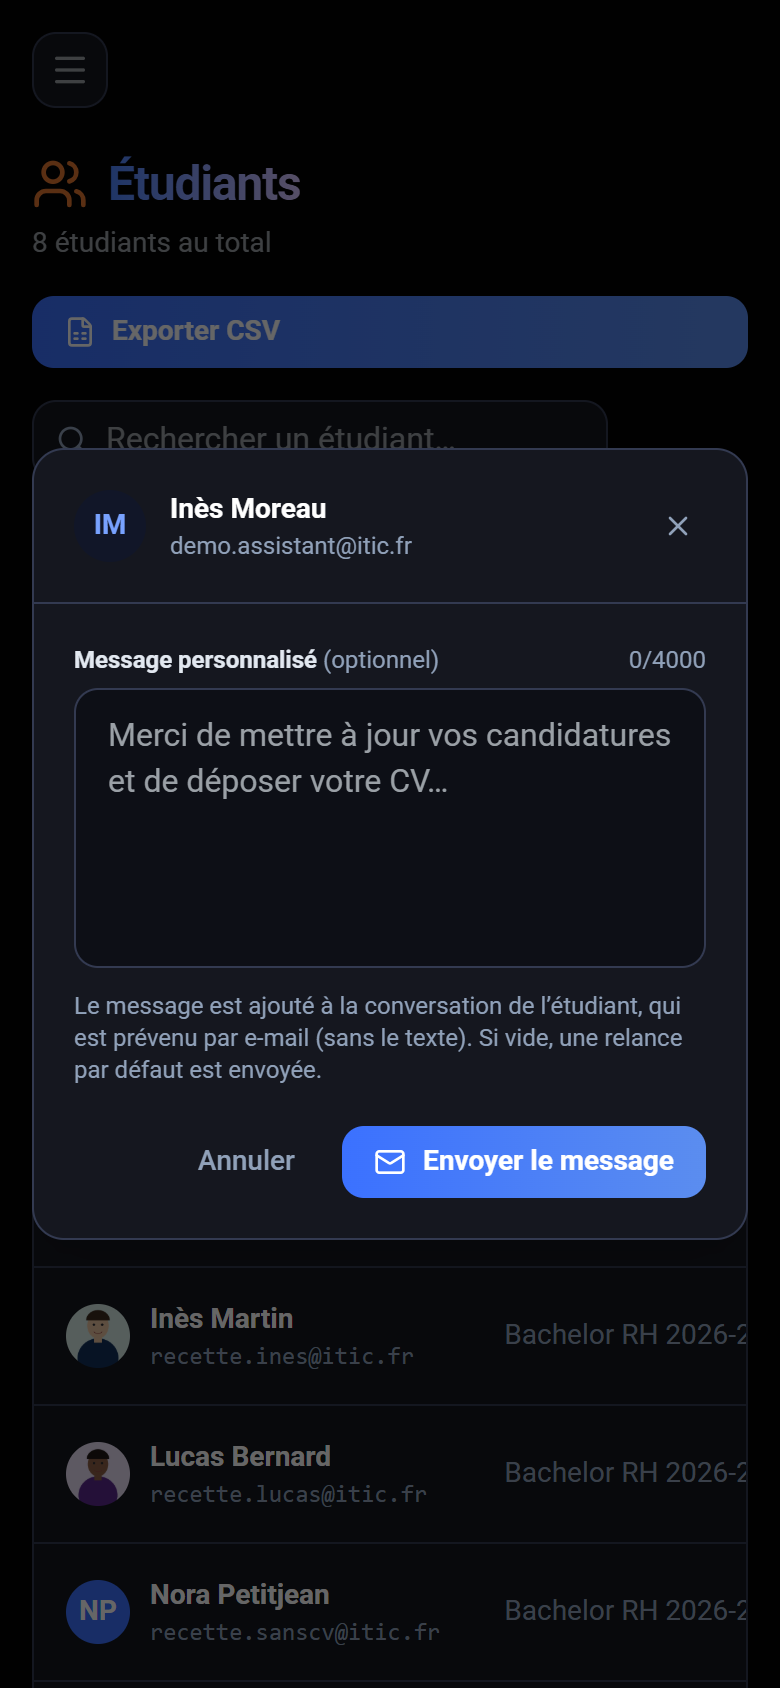 Étudiants
8 étudiants au total
Exporter CSV
Rechercher un étudiant...
IM
Inès Moreau
demo.assistant@itic.fr
Message personnalisé (optionnel)
0/4000
Merci de mettre à jour vos candidatures
et de déposer votre CV...
Le message est ajouté à la conversation de l’étudiant, qui
est prévenu par e-mail (sans le texte). Si vide, une relance
par défaut est envoyée.
Annuler
Envoyer le message
Inès Martin
recette.ines@itic.fr
Bachelor RH 2026-2
Lucas Bernard
recette.lucas@itic.fr
Bachelor RH 2026-2
NP
Nora Petitjean
recette.sanscv@itic.fr
Bachelor RH 2026-2